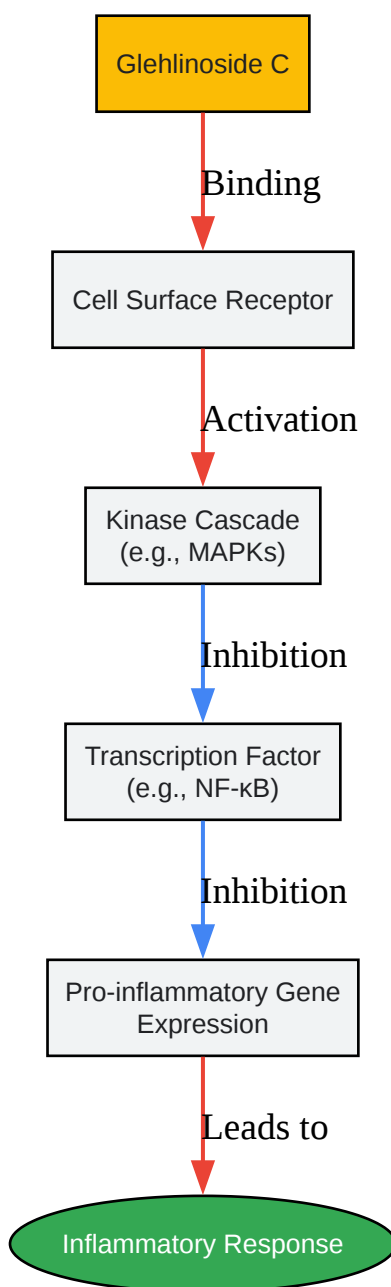 Glehlinoside C
Binding
Cell Surface Receptor
Activation
Kinase Cascade
(e.g., MAPKs)
Inhibition
Transcription Factor
(e.g., NF-κB)
Inhibition
Pro-inflammatory Gene
Expression
Leads to
Inflammatory Response